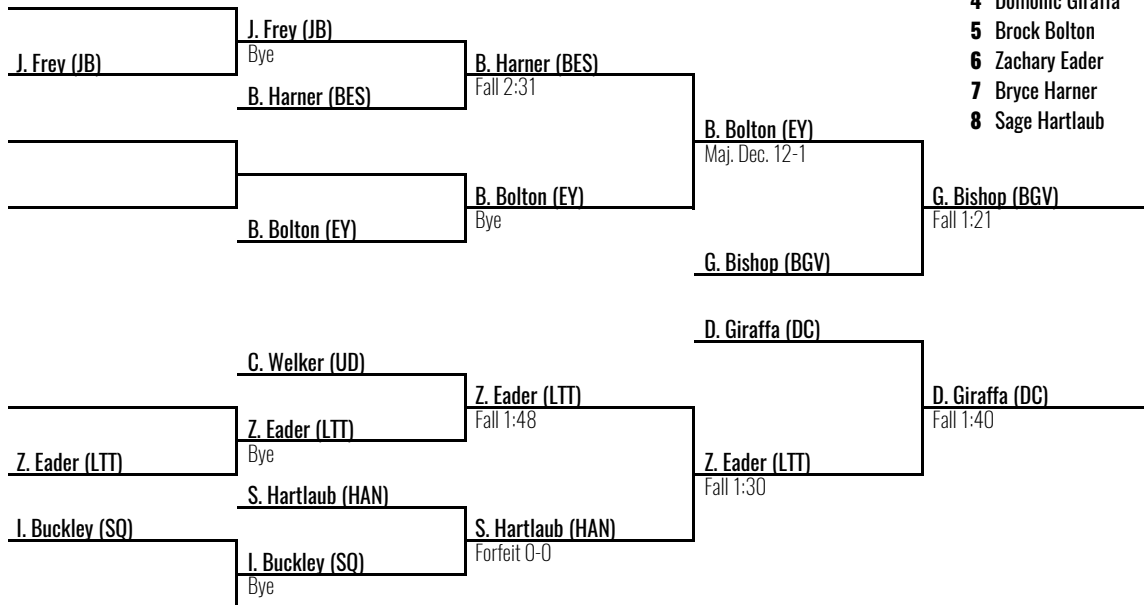 4 Domonic Giraffa
5 Brock Bolton
6 Zachary Eader
7 Bryce Harner
8 Sage Hartlaub
J. Frey (JB)
J. Frey (JB)
Bye
B. Harner (BES)
B. Harner (BES)
Fall 2:31
B. Bolton (EY)
B. Bolton (EY)
Bye
B. Bolton (EY)
Maj. Dec. 12-1
G. Bishop (BGV)
G. Bishop (BGV)
Fall 1:21
D. Giraffa (DC)
D. Giraffa (DC)
Fall 1:40
C. Welker (UD)
Z. Eader (LTT)
Z. Eader (LTT)
Bye
Z. Eader (LTT)
Fall 1:48
Z. Eader (LTT)
Fall 1:30
S. Hartlaub (HAN)
S. Hartlaub (HAN)
Forfeit 0-0
I. Buckley (SQ)
I. Buckley (SQ)
Bye